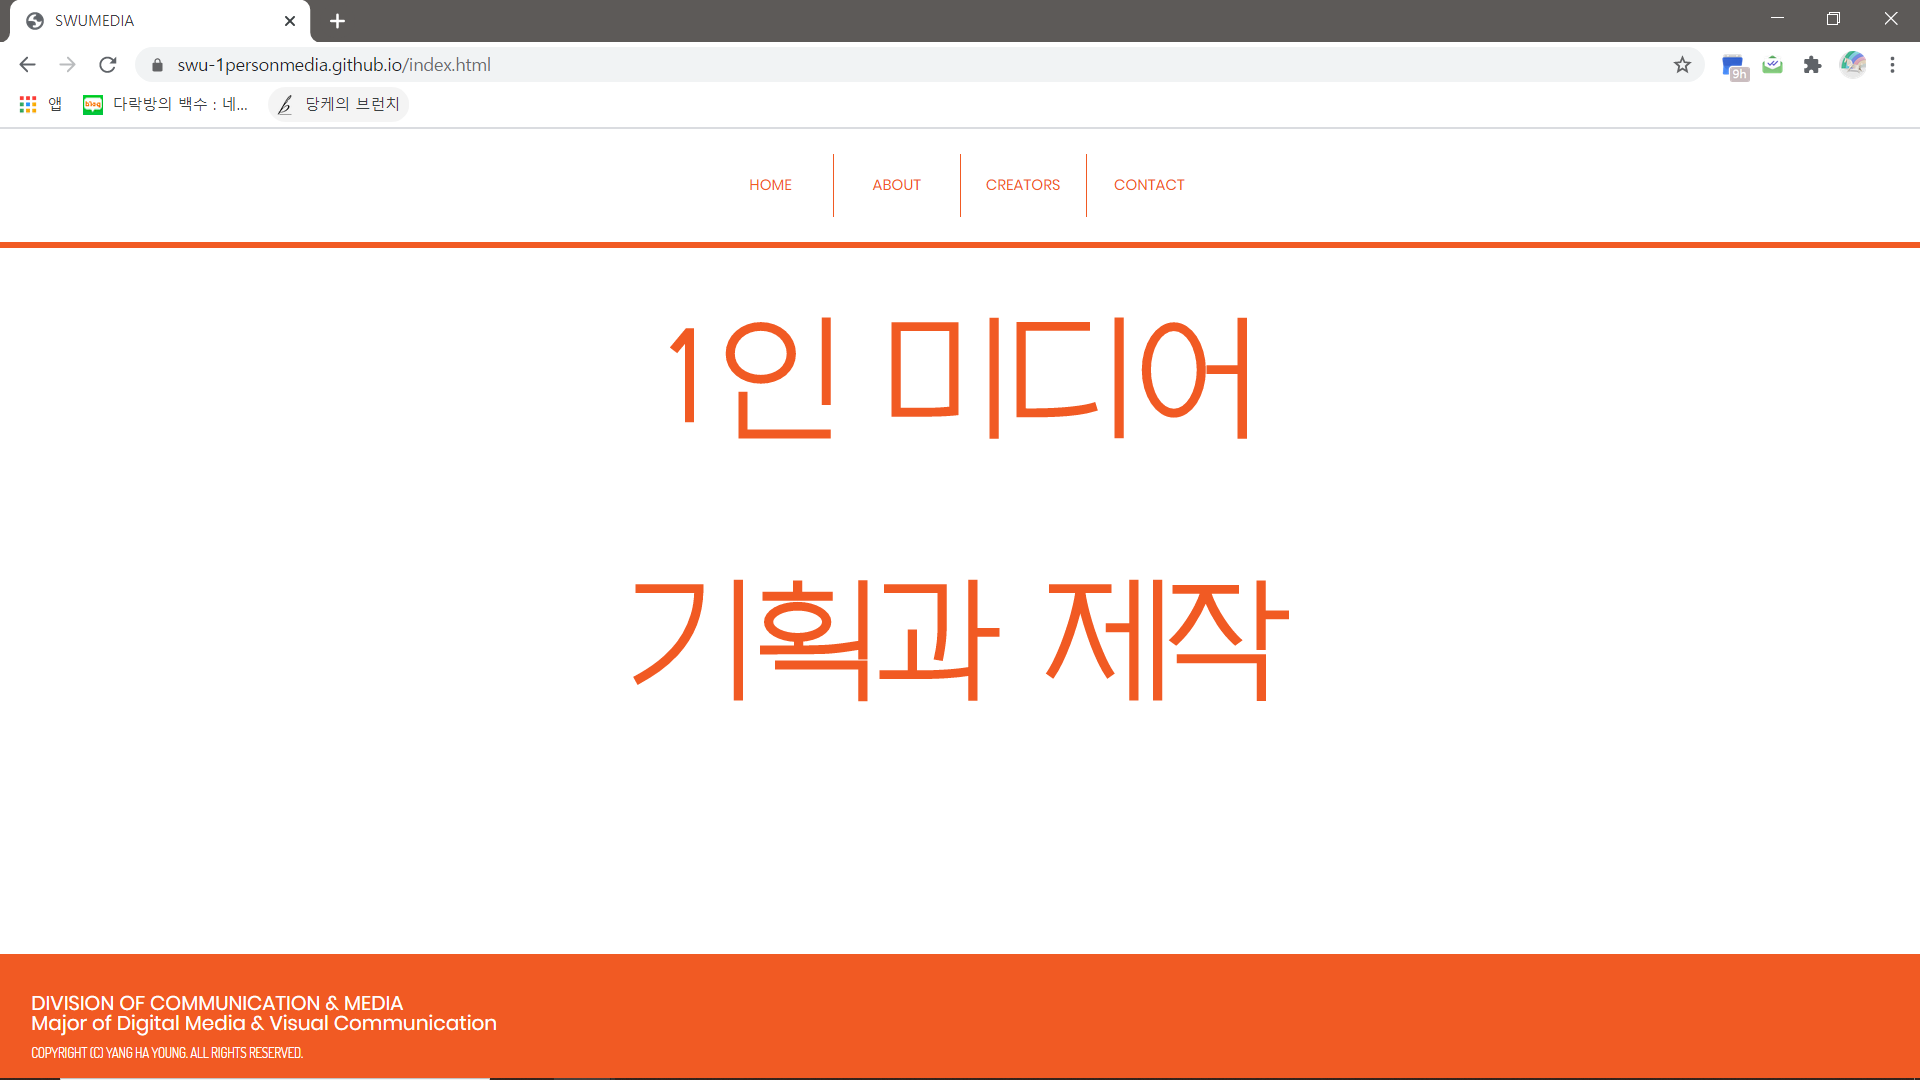 SWUMEDIA
swu-1personmedia.github.io/index.html
9h
앱
blog
다락방의 백수 : 네...
당케의 브런치
HOME
ABOUT
CREATORS
CONTACT
1인 미디어
기획과 제작
DIVISION OF COMMUNICATION & MEDIA
Major of Digital Media & Visual Communication
COPYRIGHT (C) YANG HA YOUNG. ALL RIGHTS RESERVED.